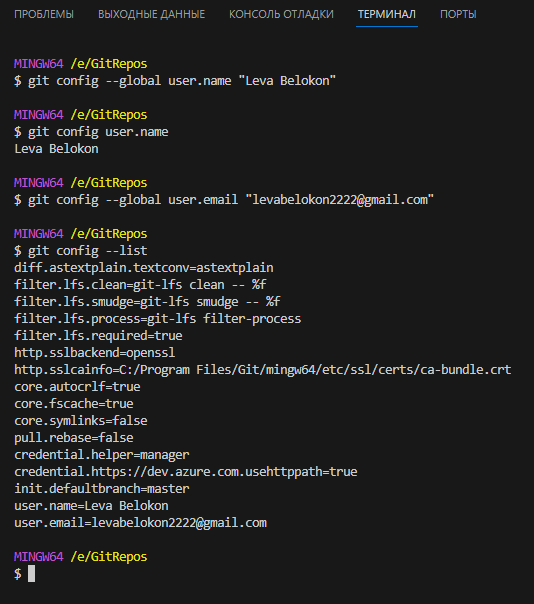 ПРОБЛЕМЫ ВЫХОДНЫЕ ДАННЫЕ КОНСОЛЬ ОТЛАДКИ ТЕРМИНАЛ ПОРТЫ
MINGW64 /e/GitRepos
$ git config --global user.name "Leva Belokon"
MINGW64 /e/GitRepos
$ git config user.name
Leva Belokon
MINGW64 /e/GitRepos
$ git config --global user.email "levabelokon2222@gmail.com"
MINGW64 /e/GitRepos
$ git config --list
diff.astextplain.textconv=astextplain
filter.lfs.clean=git-lfs clean -- %f
filter.lfs.smudge=git-lfs smudge -- %f
filter.lfs.process=git-lfs filter-process
filter.lfs.required=true
http.sslbackend=openssl
http.sslcainfo=C:/Program Files/Git/mingw64/etc/ssl/certs/ca-bundle.crt
core.autocrlf=true
core.fscache=true
core.symlinks=false
pull.rebase=false
credential.helper=manager
credential.https://dev.azure.com.usehttppath=true
init.defaultbranch=master
user.name=Leva Belokon
user.email=levabelokon2222@gmail.com
MINGW64 /e/GitRepos
$